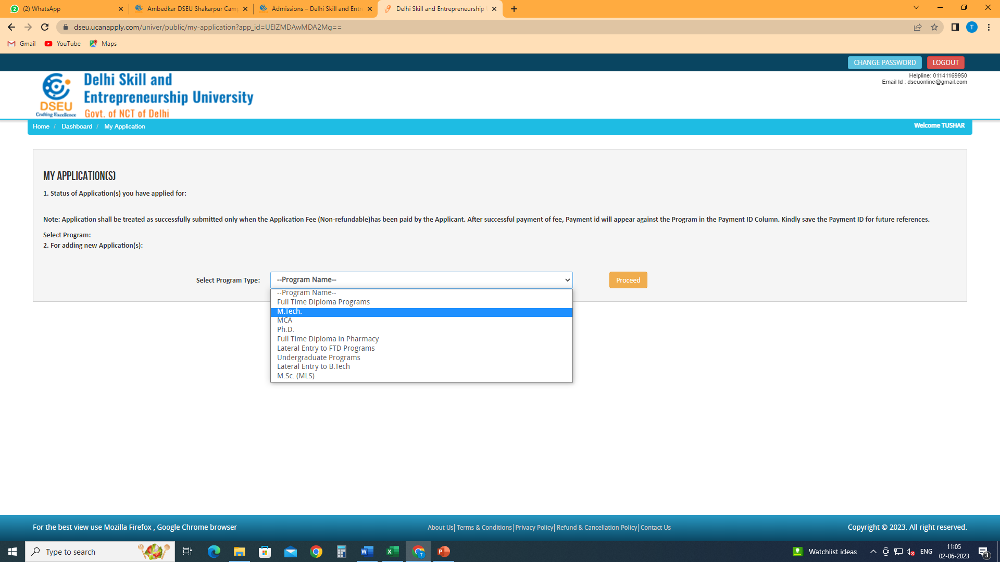 (2) WhatsApp
Ambedkar DSEU Shakarpur Camp
Admissions – Delhi Skill and Entr
Delhi Skill and Entrepreneurship
dseu.ucanapply.com/univer/public/my-application?app_id=UEIZMDAwMDA2Mg==
T
Gmail YouTube Maps
CHANGE PASSWORD LOGOUT
Helpline: 01141169950
Email Id : dseuonline@gmail.com
DSEU
Crafting Excellence
Delhi Skill and
Entrepreneurship University
Govt. of NCT of Delhi
Home / Dashboard / My Application
Welcome TUSHAR
MY APPLICATION(S)
1. Status of Application(s) you have applied for:
Note: Application shall be treated as successfully submitted only when the Application Fee (Non-refundable)has been paid by the Applicant. After successful payment of fee, Payment id will appear against the Program in the Payment ID Column. Kindly save the Payment ID for future references.
Select Program:
2. For adding new Application(s):
Select Program Type: --Program Name-- Proceed
--Program Name--
Full Time Diploma Programs
M.Tech.
MCA
Ph.D.
Full Time Diploma in Pharmacy
Lateral Entry to FTD Programs
Undergraduate Programs
Lateral Entry to B.Tech
M.Sc. (MLS)
For the best view use Mozilla Firefox , Google Chrome browser
About Us| Terms & Conditions| Privacy Policy| Refund & Cancellation Policy| Contact Us
Copyright © 2023. All right reserved.
Type to search
Watchlist ideas
ENG
11:05
02-06-2023
3